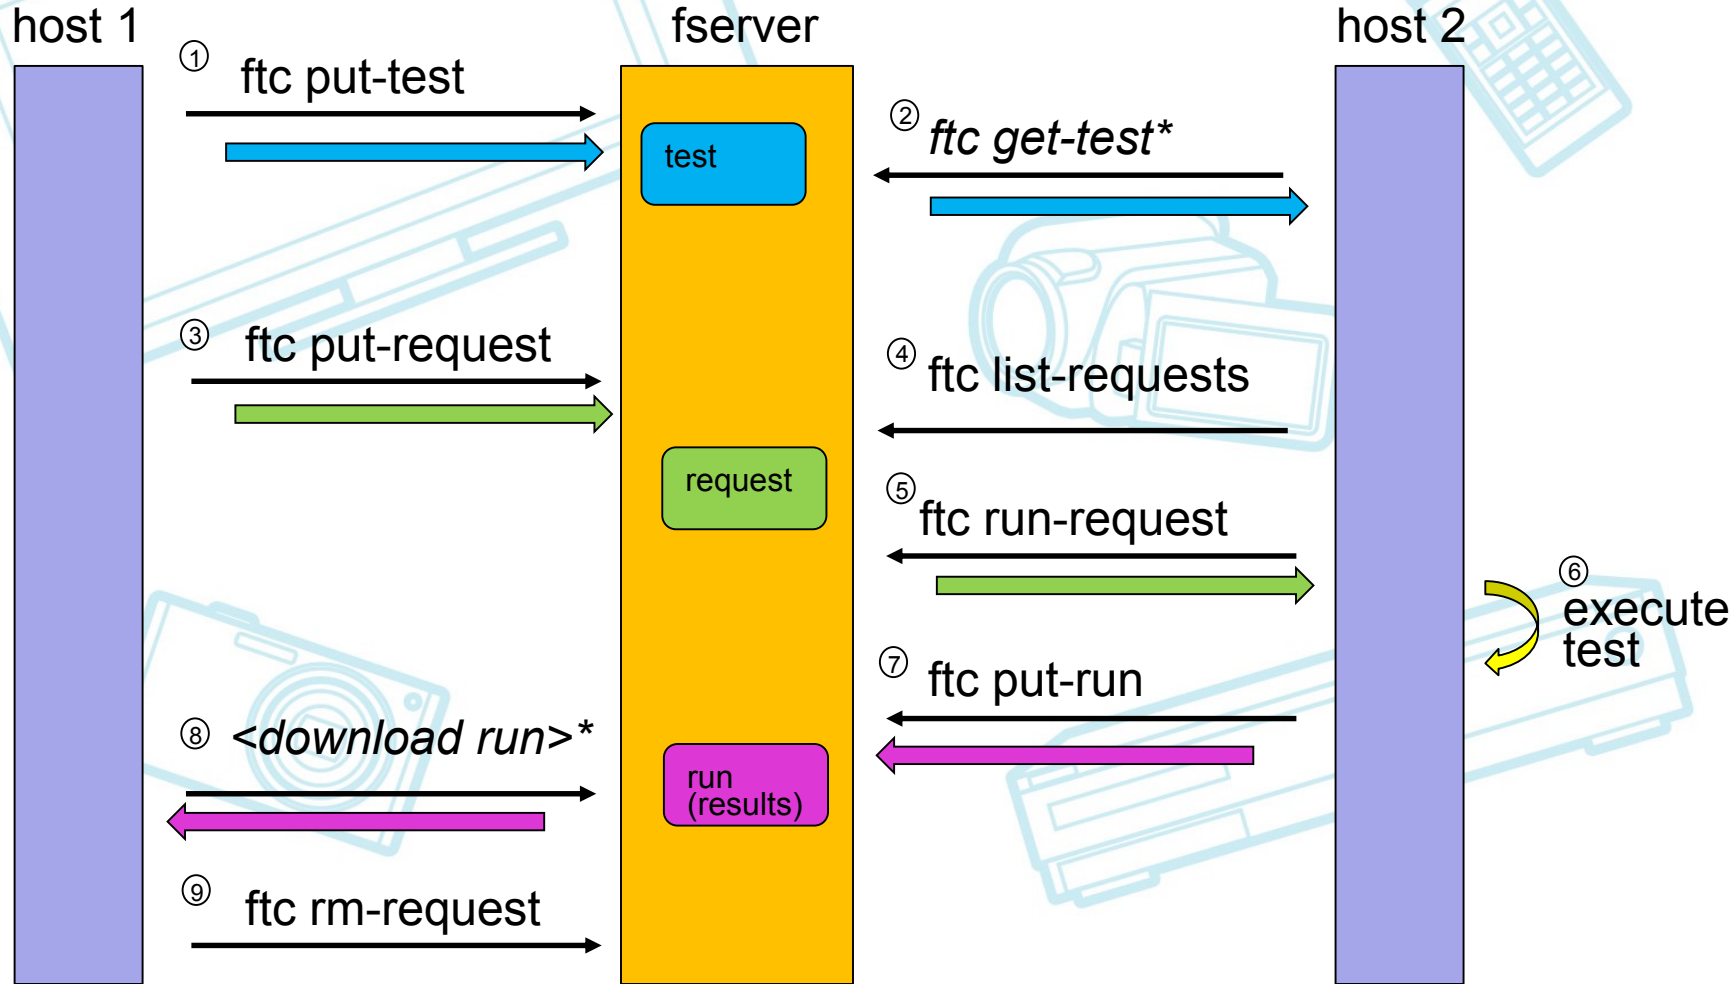 host 1
fserver
host 2
① ftc put-test
② ftc get-test*
test
③ ftc put-request
④ ftc list-requests
request
⑤ ftc run-request
⑥
execute
test
⑦ ftc put-run
⑧ <download run>*
run
(results)
⑨ ftc rm-request